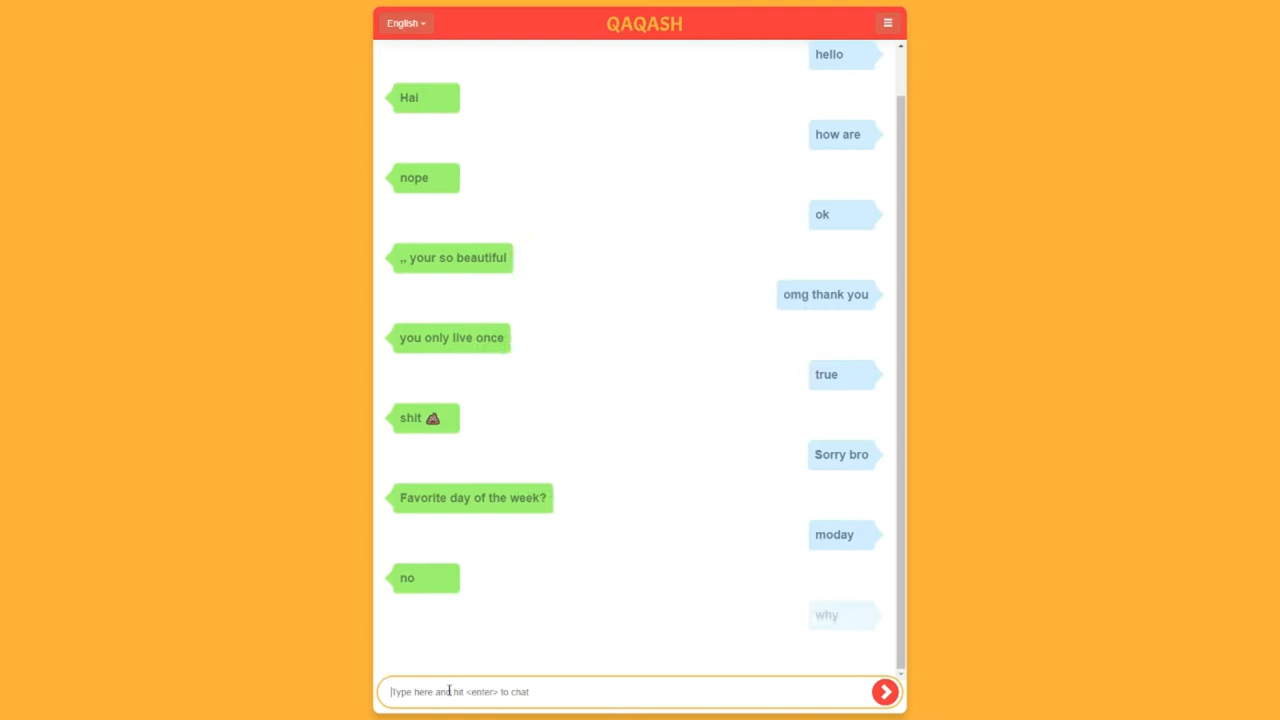 English
QAQASH
hello
Hai
how are
nope
ok
,, your so beautiful
omg thank you
you only live once
true
shit 💩
Sorry bro
Favorite day of the week?
moday
no
why
Type here and hit <enter> to chat